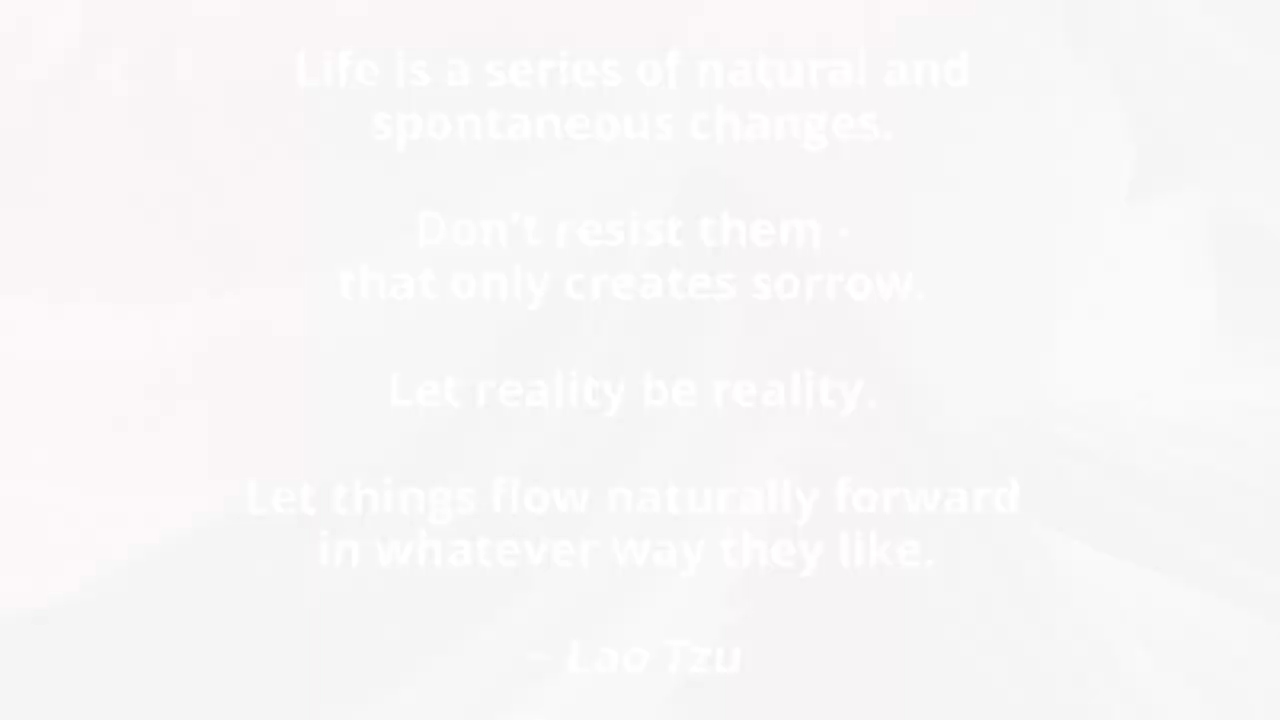 Life is a series of natural and
spontaneous changes.
Don't resist them -
that only creates sorrow.
Let reality be reality.
Let things flow naturally forward
in whatever way they like.
~ Lao Tzu